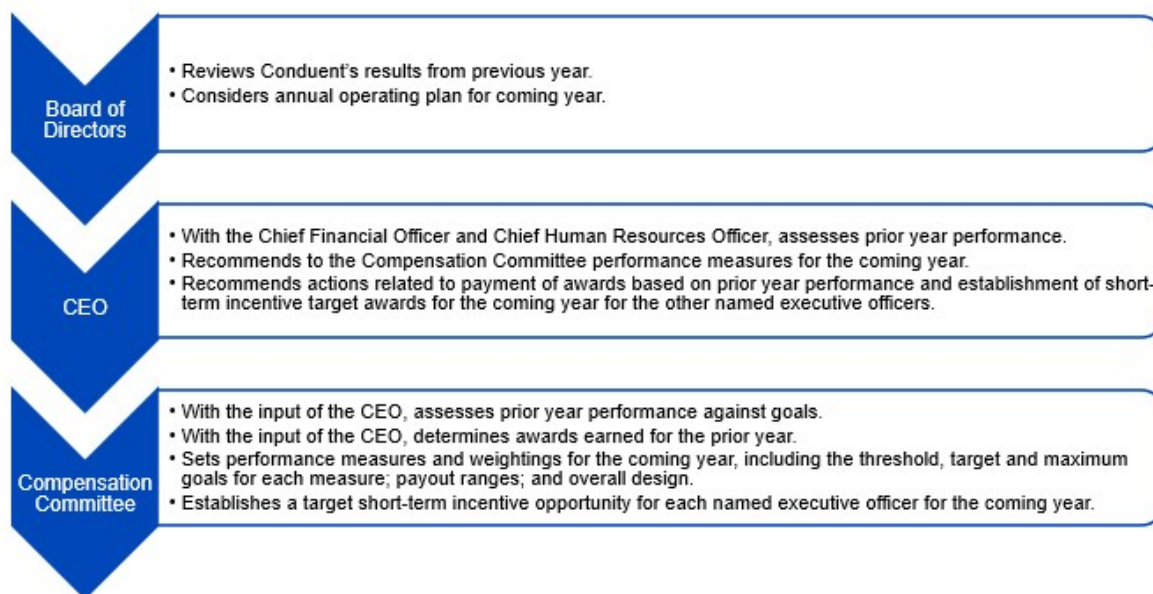 Board of
Directors
• Reviews Conduent's results from previous year.
• Considers annual operating plan for coming year.
CEO
• With the Chief Financial Officer and Chief Human Resources Officer, assesses prior year performance.
• Recommends to the Compensation Committee performance measures for the coming year.
• Recommends actions related to payment of awards based on prior year performance and establishment of short-
term incentive target awards for the coming year for the other named executive officers.
Compensation
Committee
• With the input of the CEO, assesses prior year performance against goals.
• With the input of the CEO, determines awards earned for the prior year.
• Sets performance measures and weightings for the coming year, including the threshold, target and maximum
goals for each measure; payout ranges; and overall design.
• Establishes a target short-term incentive opportunity for each named executive officer for the coming year.